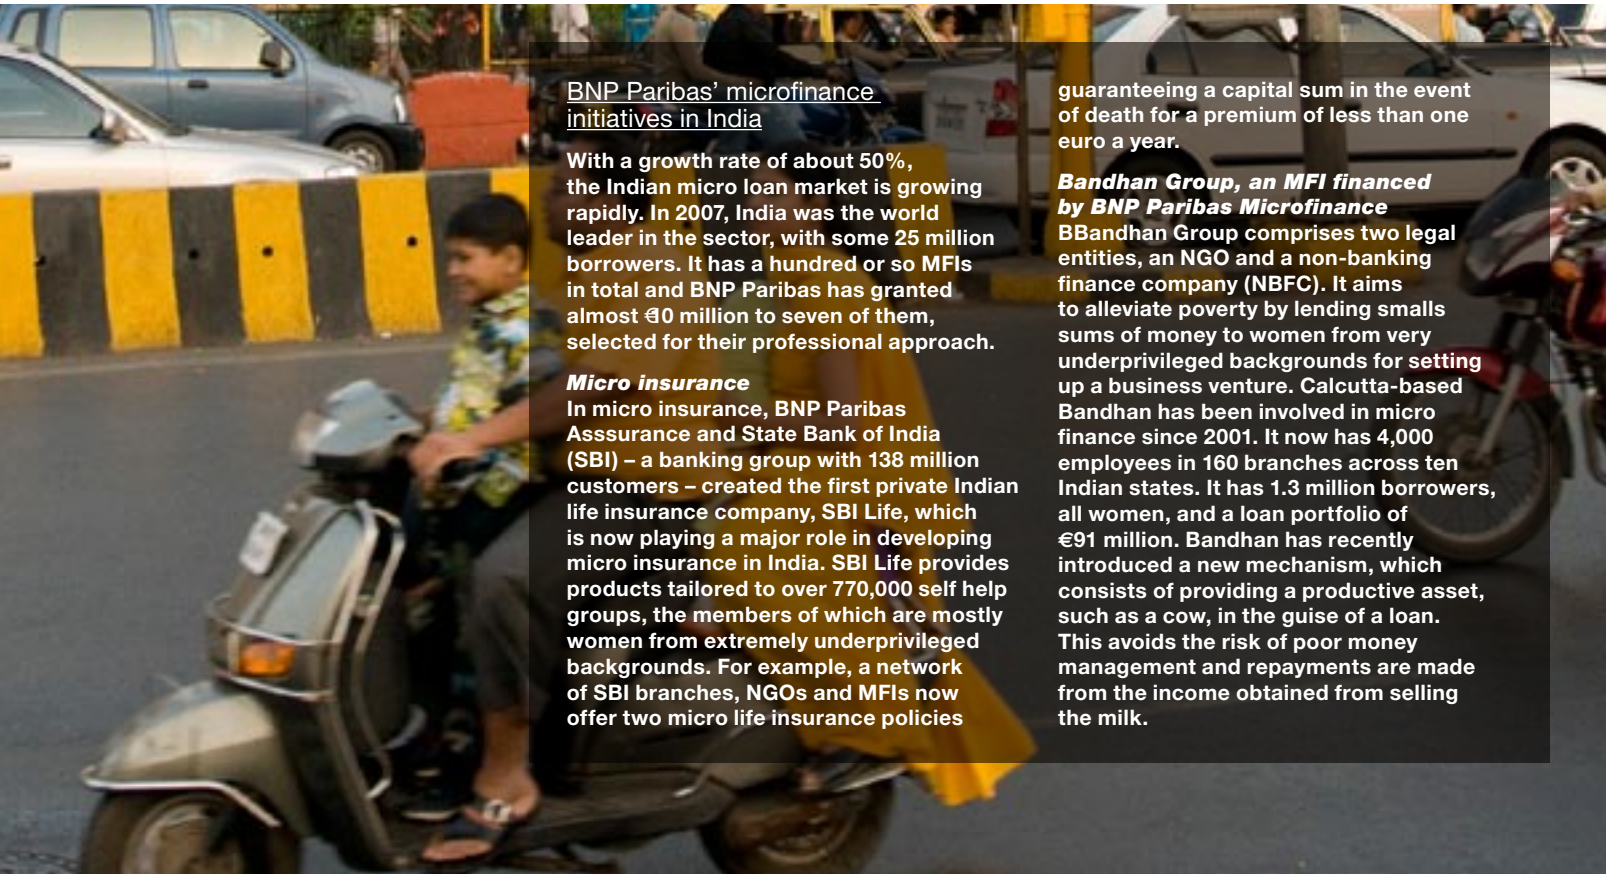 BNP Paribas’ microfinance
initiatives in India
With a growth rate of about 50%,
the Indian micro loan market is growing
rapidly. In 2007, India was the world
leader in the sector, with some 25 million
borrowers. It has a hundred or so MFIs
in total and BNP Paribas has granted
almost €10 million to seven of them,
selected for their professional approach.
Micro insurance
In micro insurance, BNP Paribas
Asssurance and State Bank of India
(SBI) – a banking group with 138 million
customers – created the first private Indian
life insurance company, SBI Life, which
is now playing a major role in developing
micro insurance in India. SBI Life provides
products tailored to over 770,000 self help
groups, the members of which are mostly
women from extremely underprivileged
backgrounds. For example, a network
of SBI branches, NGOs and MFIs now
offer two micro life insurance policies
guaranteeing a capital sum in the event
of death for a premium of less than one
euro a year.
Bandhan Group, an MFI financed
by BNP Paribas Microfinance
BBandhan Group comprises two legal
entities, an NGO and a non-banking
finance company (NBFC). It aims
to alleviate poverty by lending smalls
sums of money to women from very
underprivileged backgrounds for setting
up a business venture. Calcutta-based
Bandhan has been involved in micro
finance since 2001. It now has 4,000
employees in 160 branches across ten
Indian states. It has 1.3 million borrowers,
all women, and a loan portfolio of
€91 million. Bandhan has recently
introduced a new mechanism, which
consists of providing a productive asset,
such as a cow, in the guise of a loan.
This avoids the risk of poor money
management and repayments are made
from the income obtained from selling
the milk.